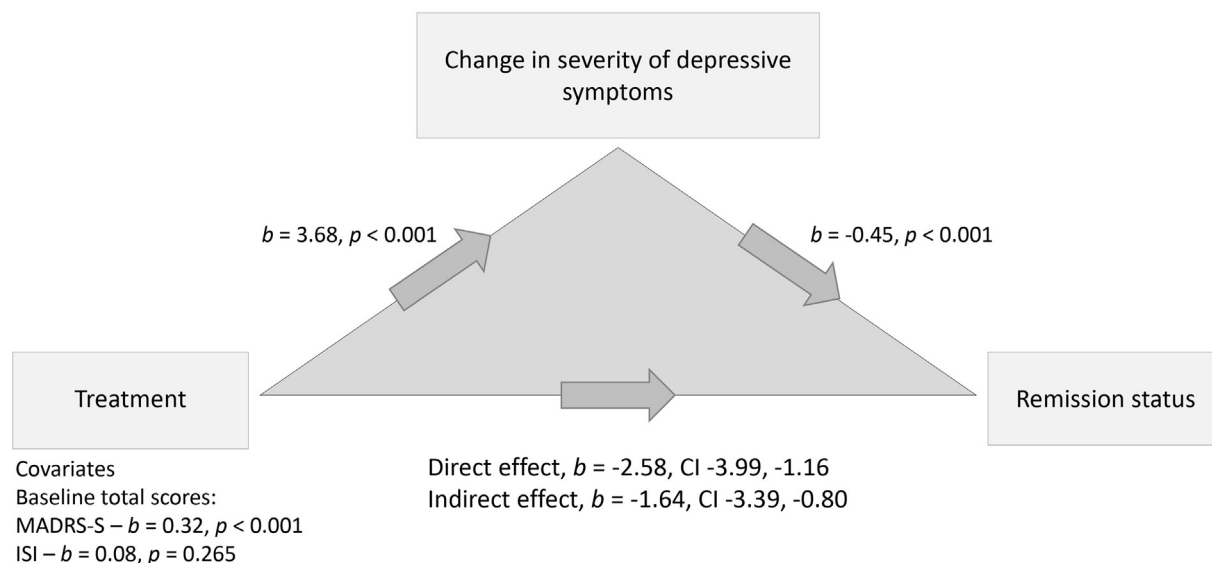 Change in severity of depressive
symptoms
b = 3.68, p < 0.001
b = -0.45, p < 0.001
Treatment
Remission status
Covariates
Baseline total scores:
MADRS-S – b = 0.32, p < 0.001
ISI – b = 0.08, p = 0.265
Direct effect, b = -2.58, CI -3.99, -1.16
Indirect effect, b = -1.64, CI -3.39, -0.80